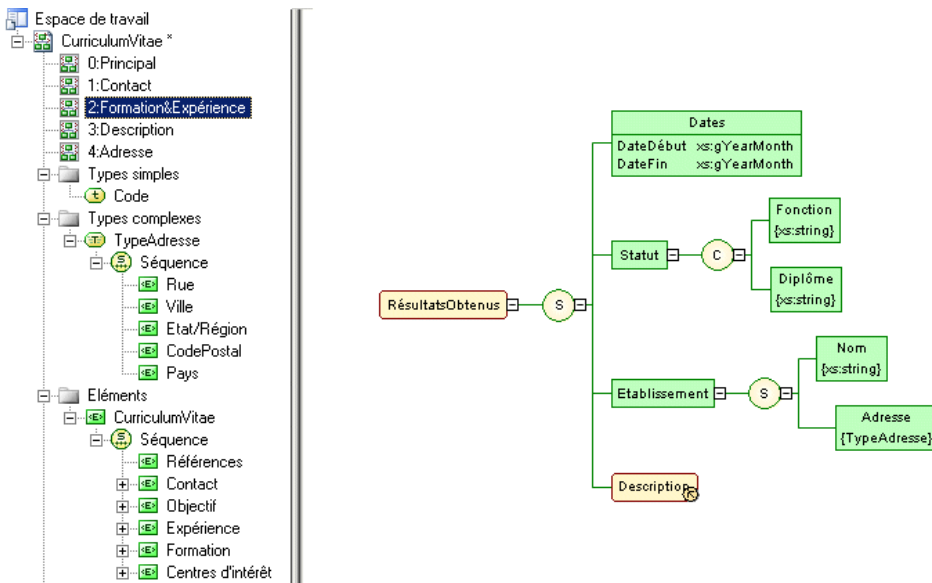 Espace de travail
CurriculumVitae *
0:Principal
1:Contact
2:Formation&Expérience
3:Description
4:Adresse
Types simples
t
Code
Types complexes
T
TypeAdresse
S
Séquence
<E> Rue
<E> Ville
<E> Etat/Région
<E> CodePostal
<E> Pays
Eléments
<E> CurriculumVitae
S
Séquence
<E> Références
<E> Contact
<E> Objectif
<E> Expérience
<E> Formation
<E> Centres d'intérêt
RésultatsObtenus
S
Dates
DateDébut xs:gYearMonth
DateFin xs:gYearMonth
Statut
C
Fonction
{xs:string}
Diplôme
{xs:string}
Etablissement
S
Nom
{xs:string}
Adresse
{TypeAdresse}
Description